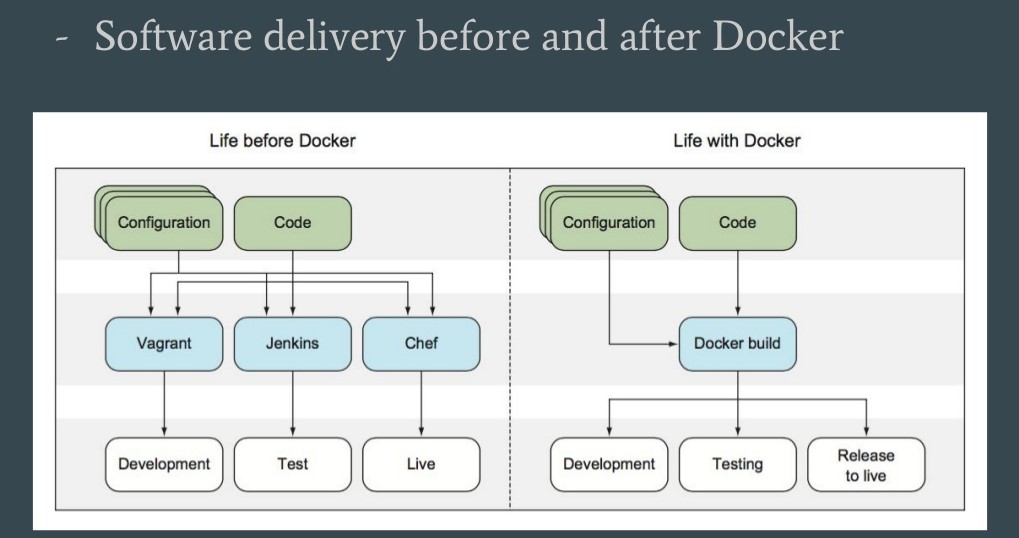 - Software delivery before and after Docker
Life before Docker
Configuration
Code
Vagrant
Jenkins
Chef
Development
Test
Live
Life with Docker
Configuration
Code
Docker build
Development
Testing
Release
to live